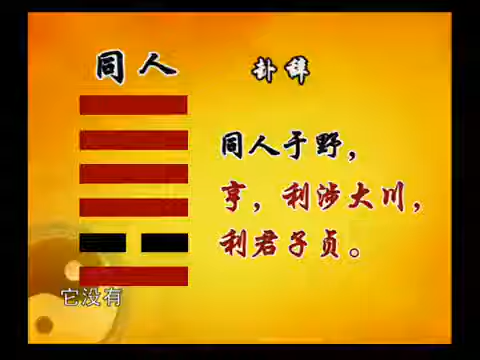 同人
卦辞
同人于野，
亨，利涉大川，
利君子贞。
它没有